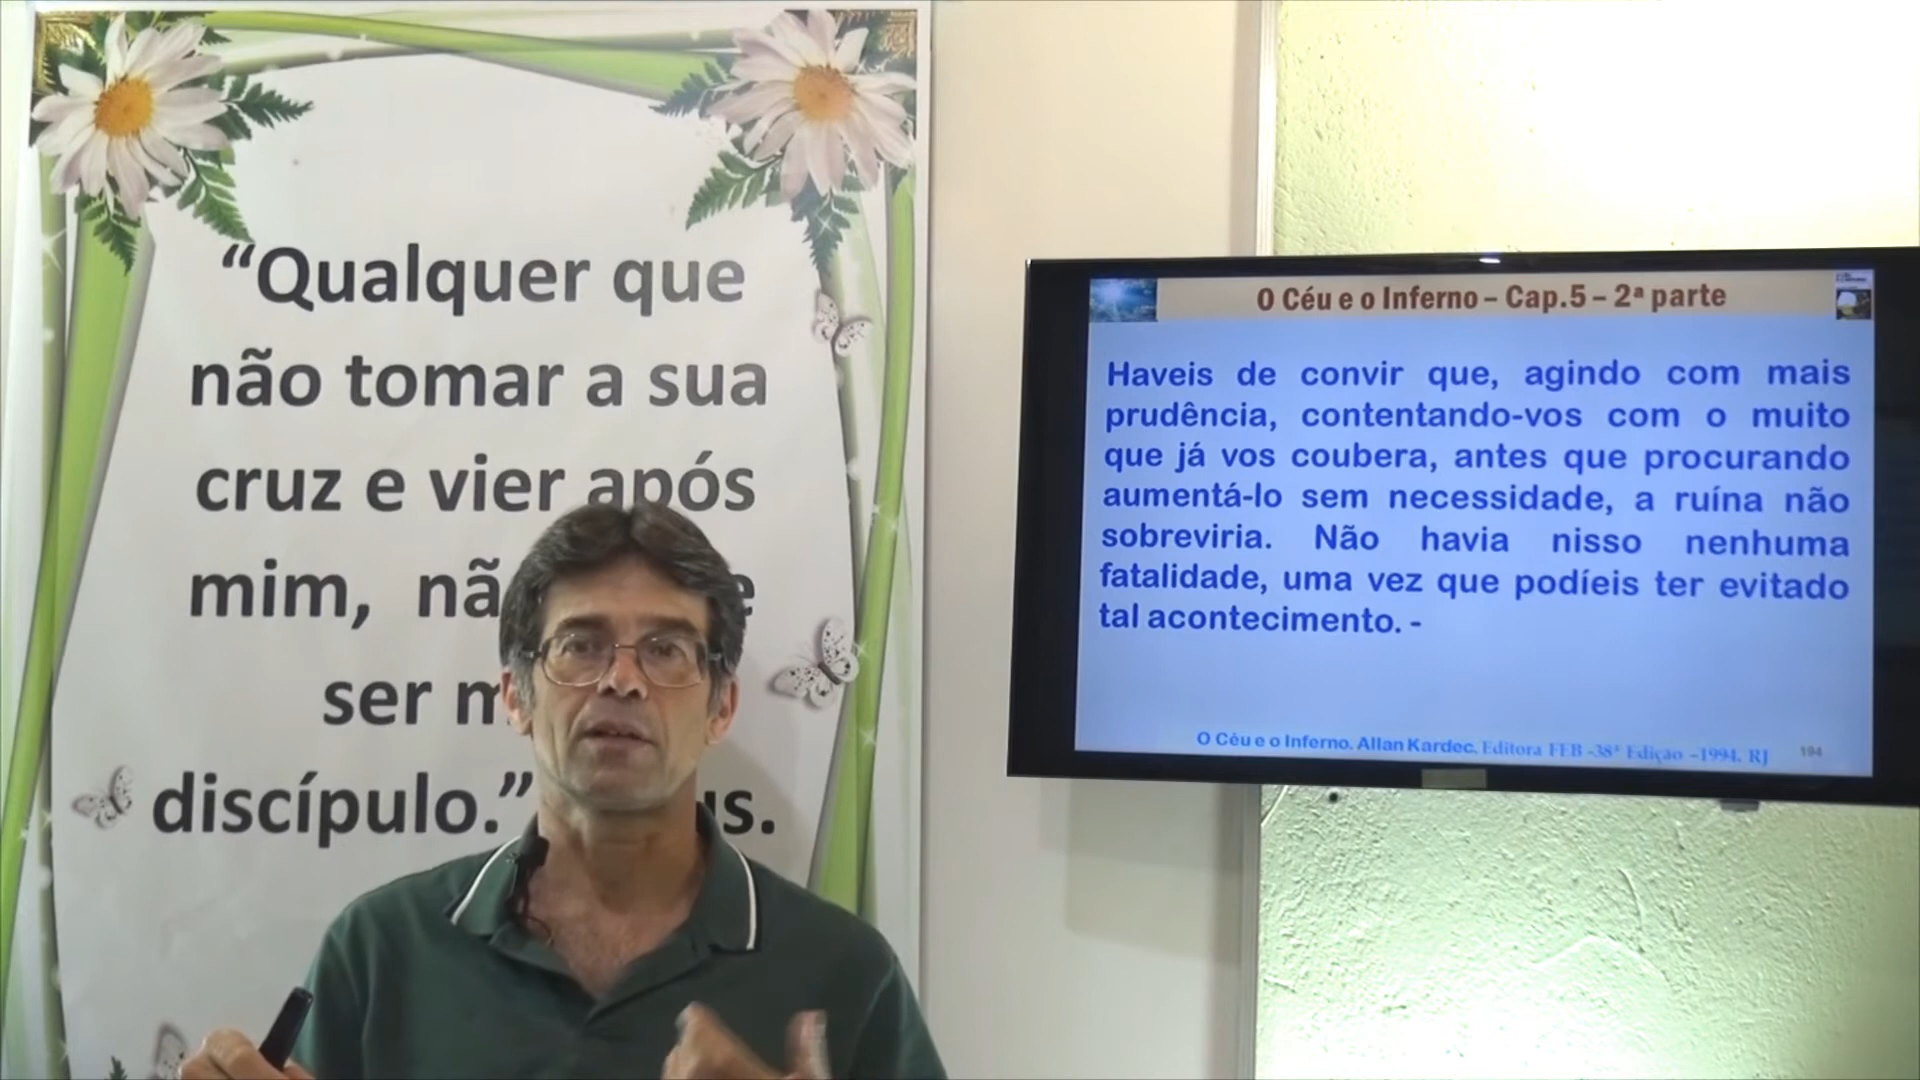 “Qualquer que
não tomar a sua
cruz e vier após
mim,
ser
discípulo.”
O Céu e o Inferno – Cap.5 – 2ª parte
Haveis de convir que, agindo com mais
prudência, contentando-vos com o muito
que já vos coubera, antes que procurando
aumentá-lo sem necessidade, a ruína não
sobreviria. Não havia nisso nenhuma
fatalidade, uma vez que podíeis ter evitado
tal acontecimento. -
O Céu e o Inferno. Allan Kardec. Editora FEB -38ª Edição -1994. RJ
194